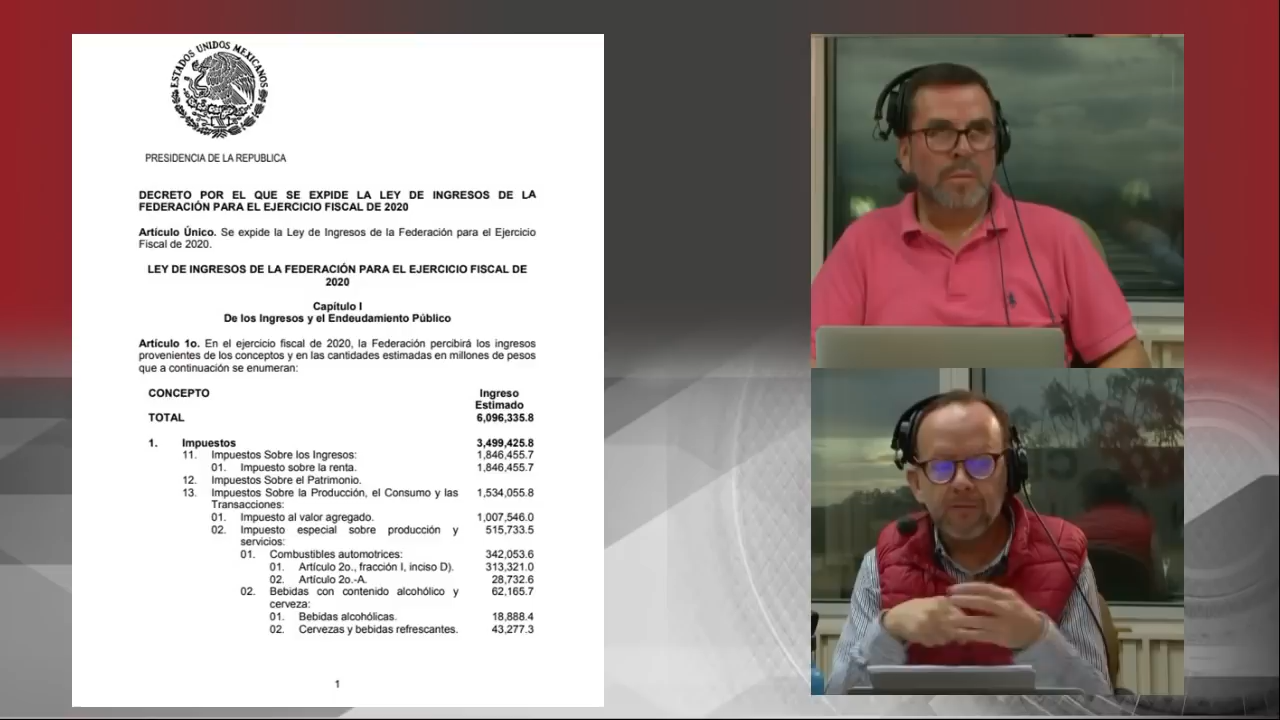 ESTADOS UNIDOS MEXICANOS
PRESIDENCIA DE LA REPUBLICA
DECRETO POR EL QUE SE EXPIDE LA LEY DE INGRESOS DE LA
FEDERACIÓN PARA EL EJERCICIO FISCAL DE 2020
Artículo Único. Se expide la Ley de Ingresos de la Federación para el Ejercicio
Fiscal de 2020.
LEY DE INGRESOS DE LA FEDERACIÓN PARA EL EJERCICIO FISCAL DE
2020
Capítulo I
De los Ingresos y el Endeudamiento Público
Artículo 1o. En el ejercicio fiscal de 2020, la Federación percibirá los ingresos
provenientes de los conceptos y en las cantidades estimadas en millones de pesos
que a continuación se enumeran:
CONCEPTO Ingreso
Estimado
TOTAL 6,096,335.8
1. Impuestos 3,499,425.8
11. Impuestos Sobre los Ingresos: 1,846,455.7
01. Impuesto sobre la renta. 1,846,455.7
12. Impuestos Sobre el Patrimonio.
13. Impuestos Sobre la Producción, el Consumo y las 1,534,055.8
Transacciones:
01. Impuesto al valor agregado. 1,007,546.0
02. Impuesto especial sobre producción y 515,733.5
servicios:
01. Combustibles automotrices: 342,053.6
01. Artículo 2o., fracción I, inciso D). 313,321.0
02. Artículo 2o.-A. 28,732.6
02. Bebidas con contenido alcohólico y 62,165.7
cerveza:
01. Bebidas alcohólicas. 18,888.4
02. Cervezas y bebidas refrescantes. 43,277.3
1